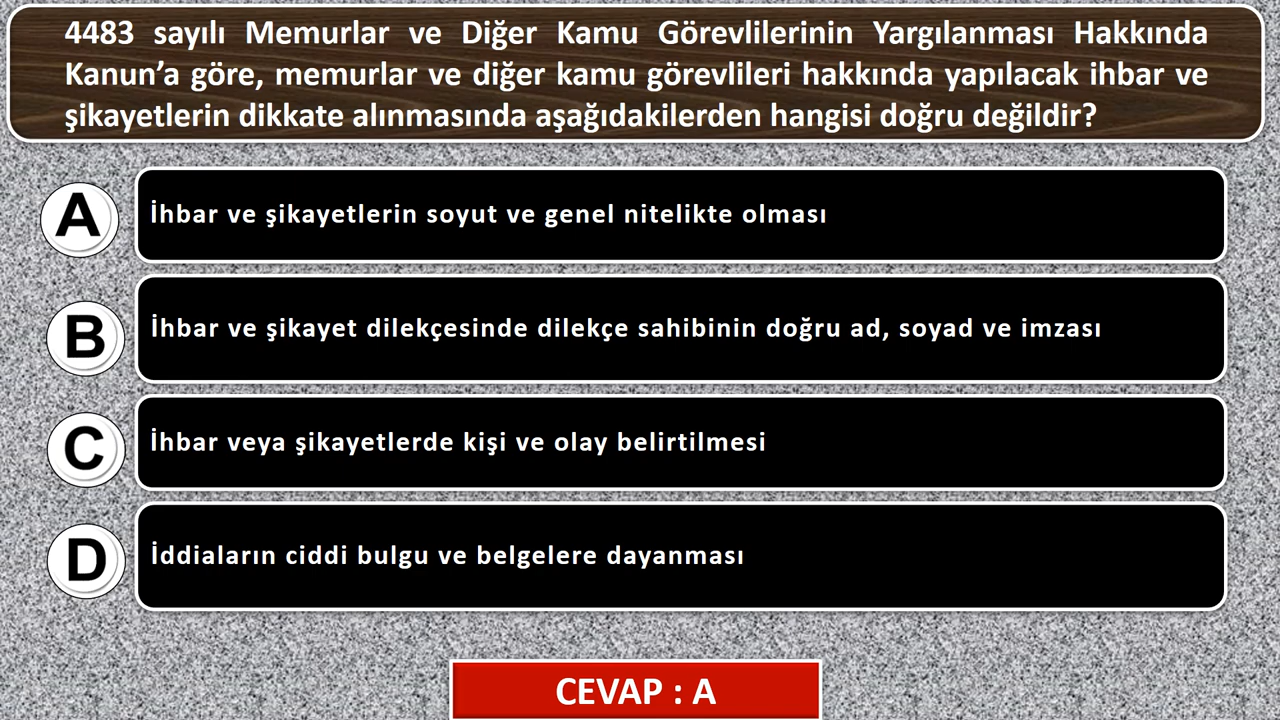 4483 sayılı Memurlar ve Diğer Kamu Görevlilerinin Yargılanması Hakkında
Kanun’a göre, memurlar ve diğer kamu görevlileri hakkında yapılacak ihbar ve
şikayetlerin dikkate alınmasında aşağıdakilerden hangisi doğru değildir?
A
İhbar ve şikayetlerin soyut ve genel nitelikte olması
B
İhbar ve şikayet dilekçesinde dilekçe sahibinin doğru ad, soyad ve imzası
C
İhbar veya şikayetlerde kişi ve olay belirtilmesi
D
İddiaların ciddi bulgu ve belgelere dayanması
CEVAP : A